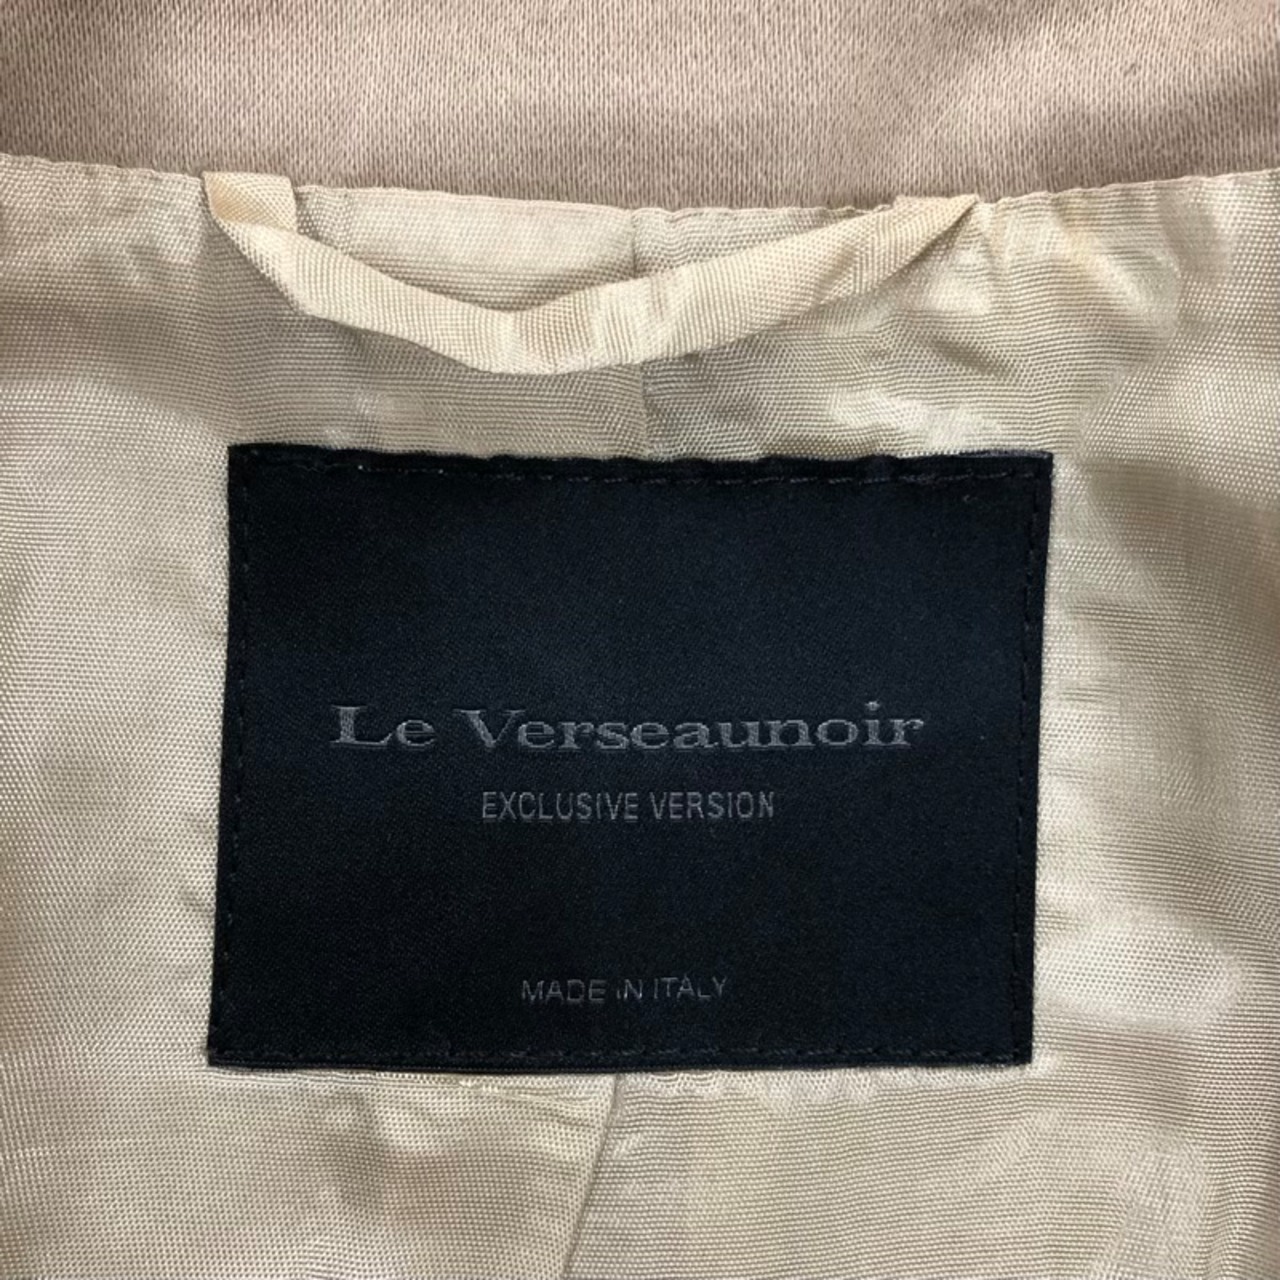 Le Verseaunoir
EXCLUSIVE VERSION
MADE IN ITALY